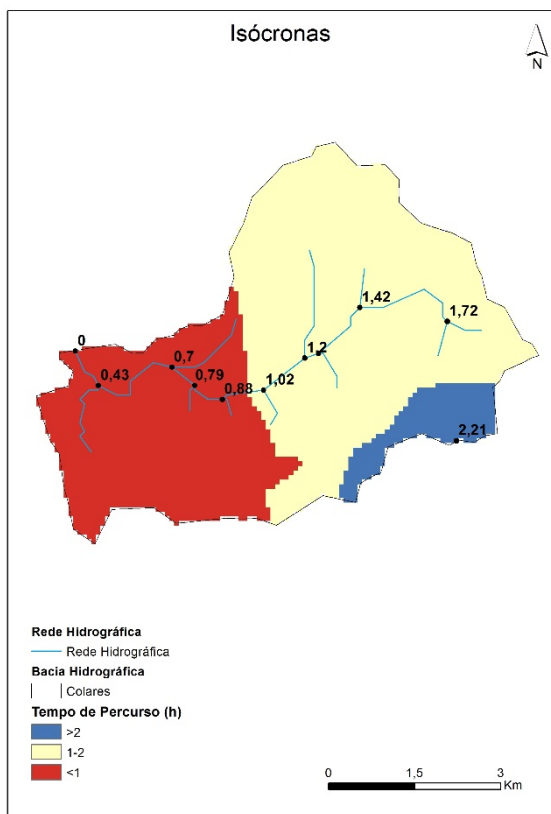 Isócronas
N
1,42
1,72
0
0,7
1,2
0,43
0,79
1,02
0,88
2,21
Rede Hidrográfica
Rede Hidrográfica
Bacia Hidrográfica
Colares
Tempo de Percurso (h)
>2
1-2
<1
0 1,5 3
Km